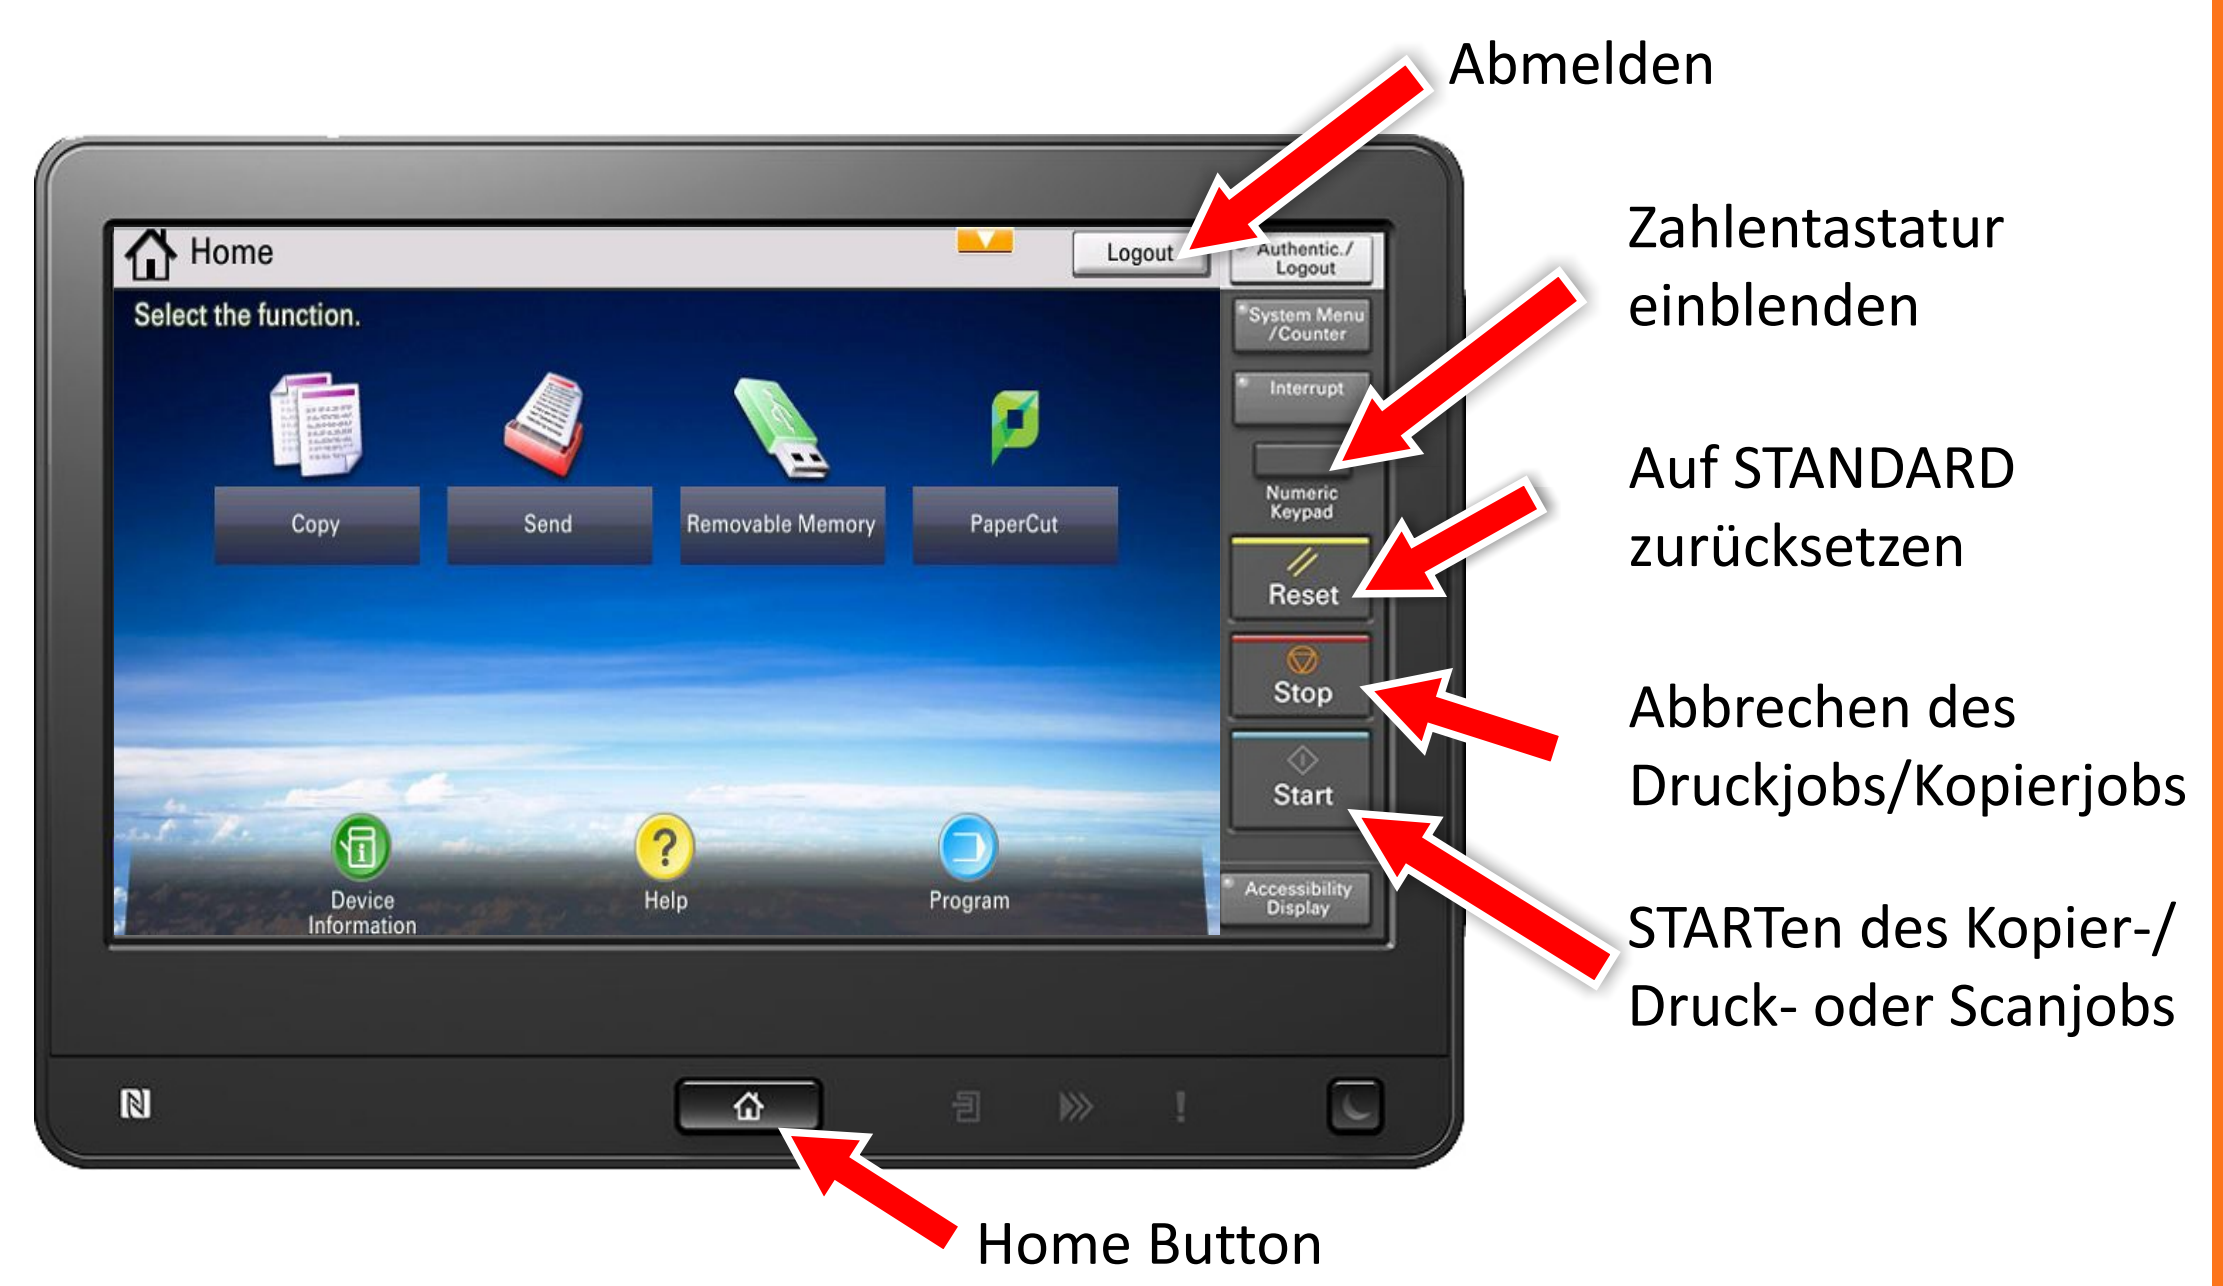 Abmelden
Zahlentastatur
einblenden
Auf STANDARD
zurücksetzen
Abbrechen des
Druckjobs/Kopierjobs
STARTen des Kopier-/
Druck- oder Scanjobs
Home Button
Home
Logout
Authentic./
Logout
Select the function.
System Menu
/Counter
Interrupt
Numeric
Keypad
Copy
Send
Removable Memory
PaperCut
Reset
Stop
Start
Device
Information
Help
Program
Accessibility
Display